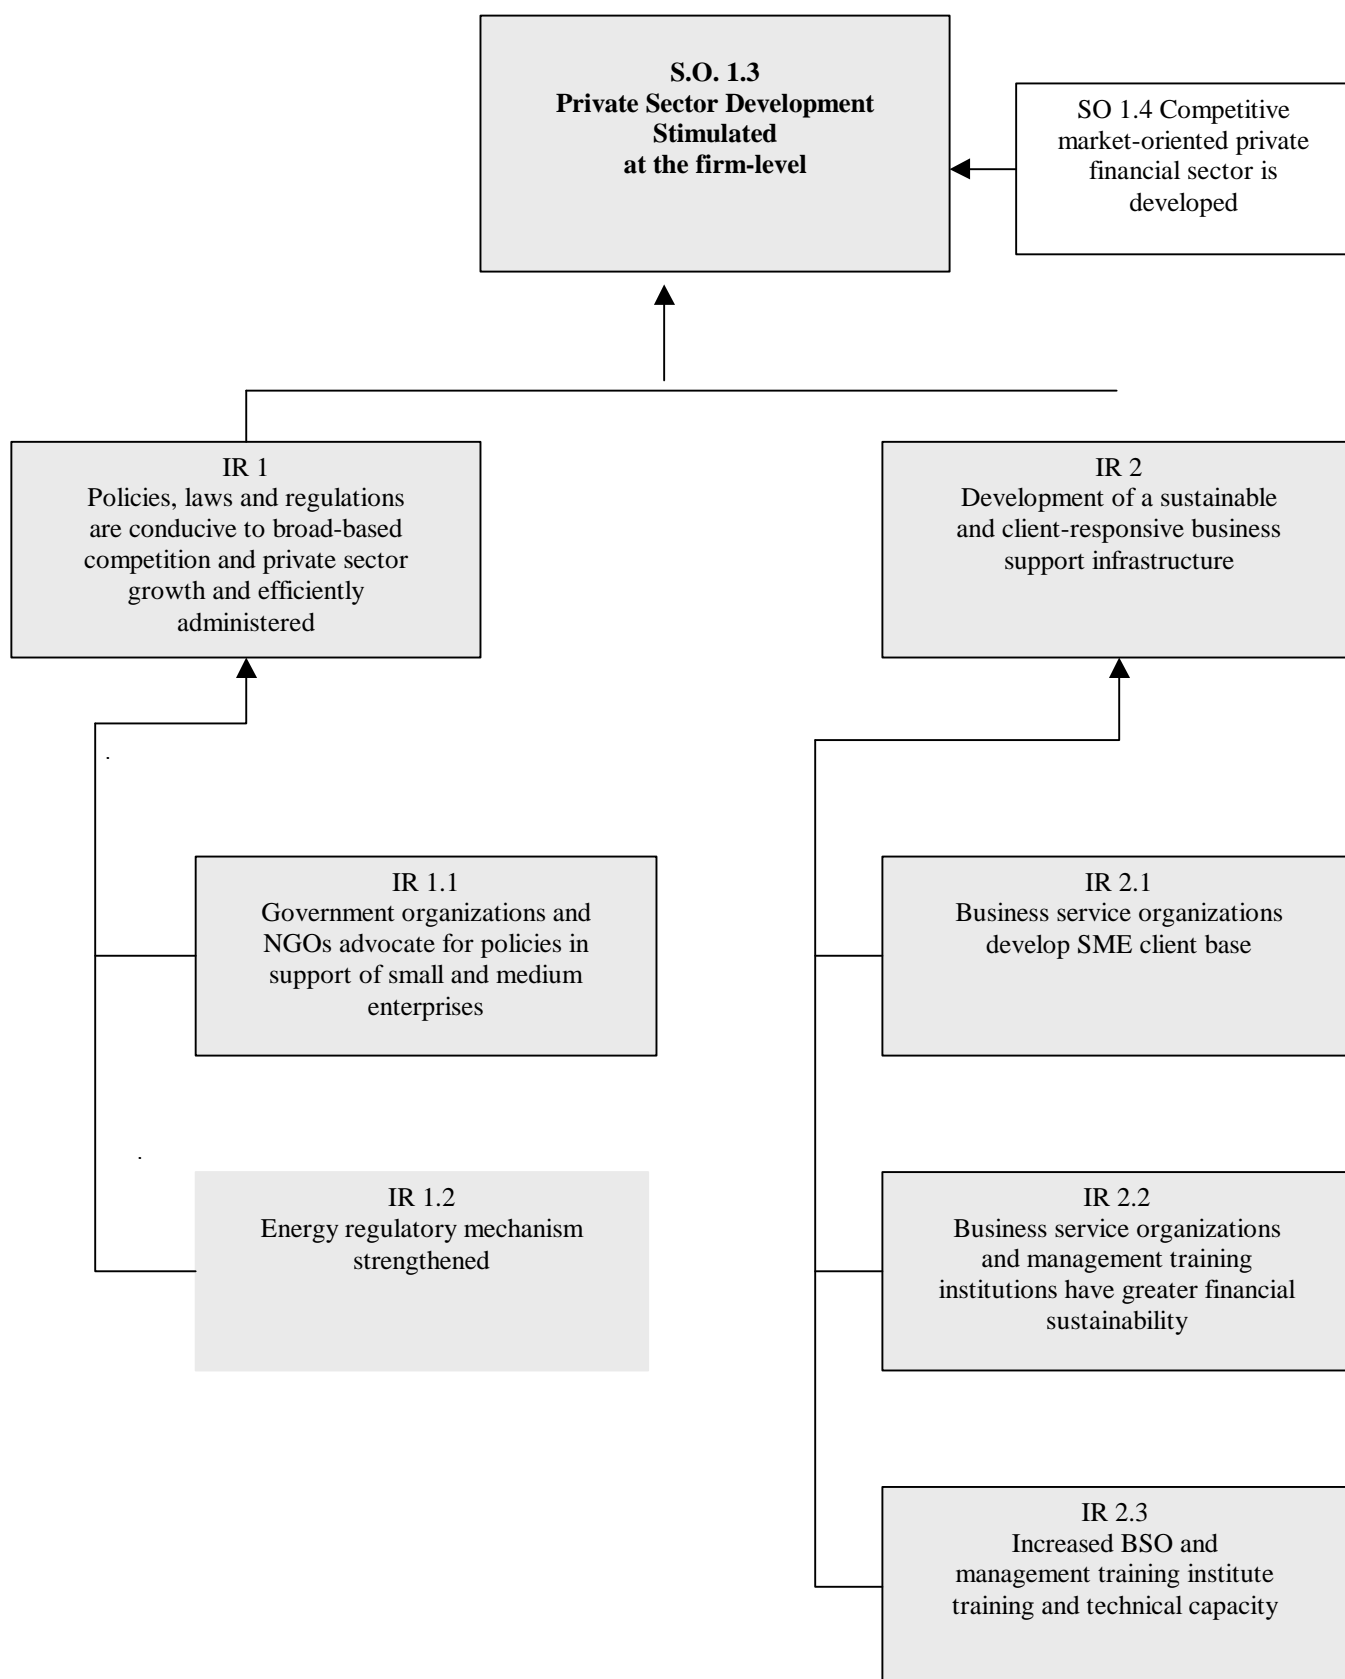 S.O. 1.3
Private Sector Development
Stimulated
at the firm-level
SO 1.4 Competitive
market-oriented private
financial sector is
developed
IR 1
Policies, laws and regulations
are conducive to broad-based
competition and private sector
growth and efficiently
administered
IR 2
Development of a sustainable
and client-responsive business
support infrastructure
IR 1.1
Government organizations and
NGOs advocate for policies in
support of small and medium
enterprises
IR 1.2
Energy regulatory mechanism
strengthened
IR 2.1
Business service organizations
develop SME client base
IR 2.2
Business service organizations
and management training
institutions have greater financial
sustainability
IR 2.3
Increased BSO and
management training institute
training and technical capacity